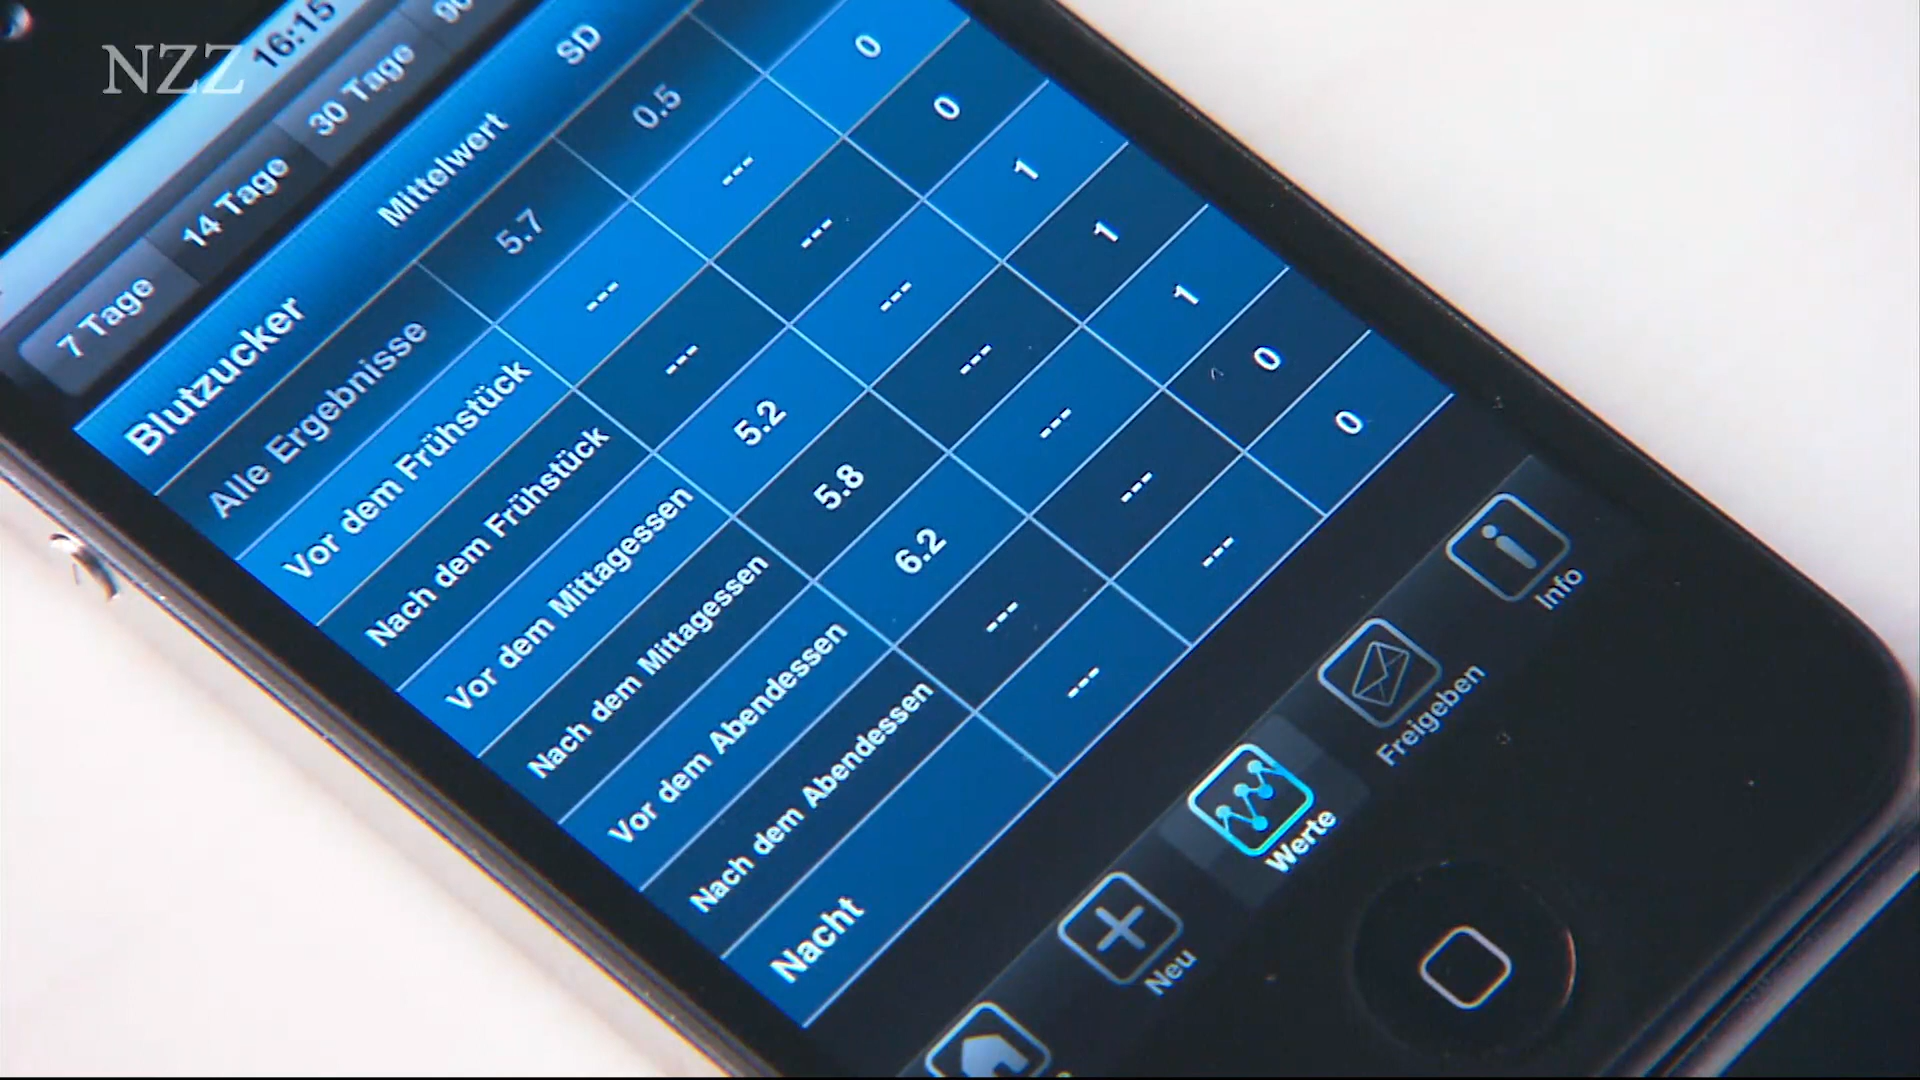 NZZ
16:15
7 Tage 14 Tage 30 Tage 90
Blutzucker Mittelwert SD
Alle Ergebnisse 5.7 0.5
Vor dem Frühstück --- --- 0
Nach dem Frühstück --- --- 0
Vor dem Mittagessen 5.2 --- 1
Nach dem Mittagessen 5.8 --- 1
Vor dem Abendessen 6.2 --- 1
Nach dem Abendessen --- --- 0
Nacht --- --- 0
Neu Werte Freigeben Info